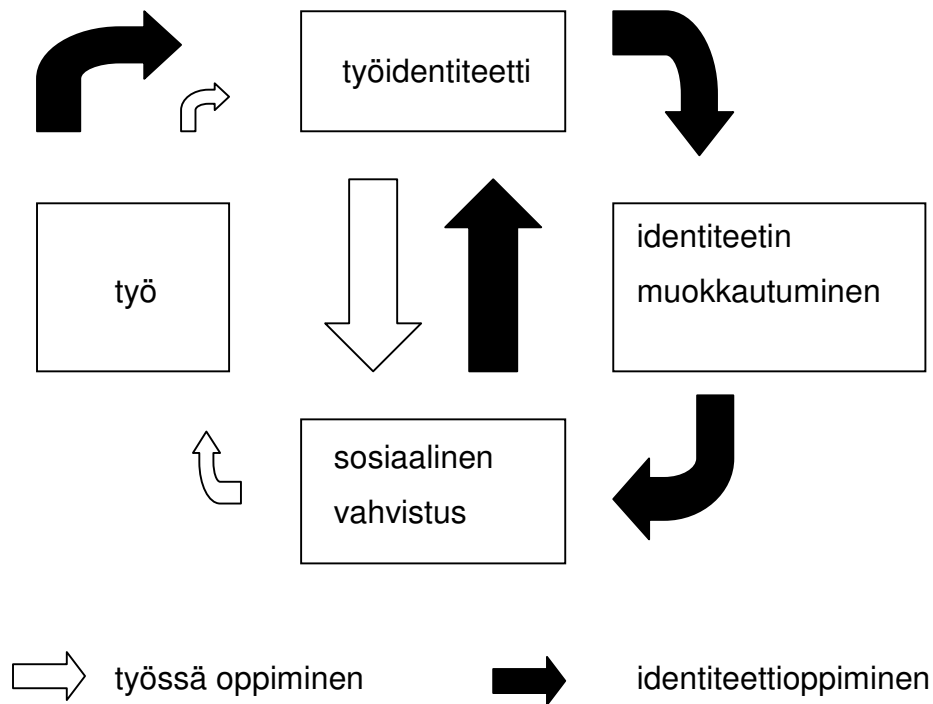 työidentiteetti
työ
identiteetin
muokkautuminen
sosiaalinen
vahvistus
työssä oppiminen
identiteettioppiminen